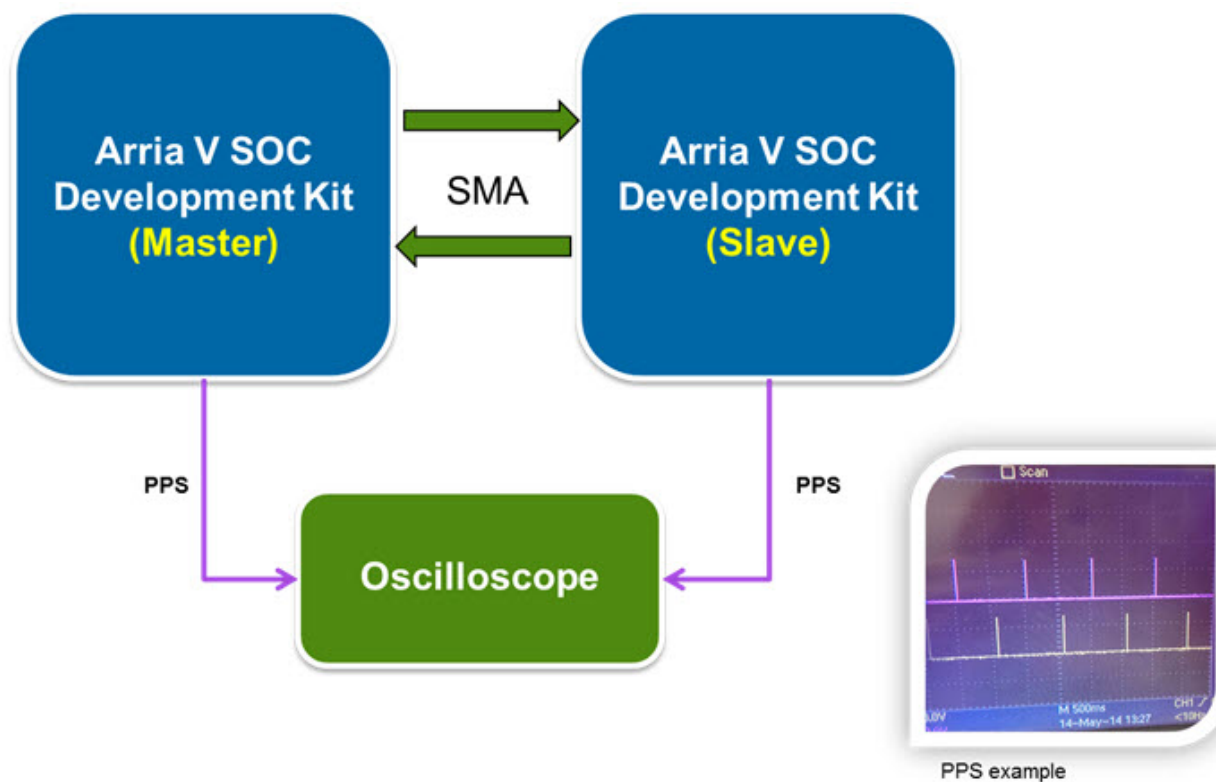 Arria V SOC
Development Kit
(Master)
SMA
Arria V SOC
Development Kit
(Slave)
PPS
PPS
Oscilloscope
Scan
M 500ms
14-May-14 13:27
CH1
<10Hz
PPS example